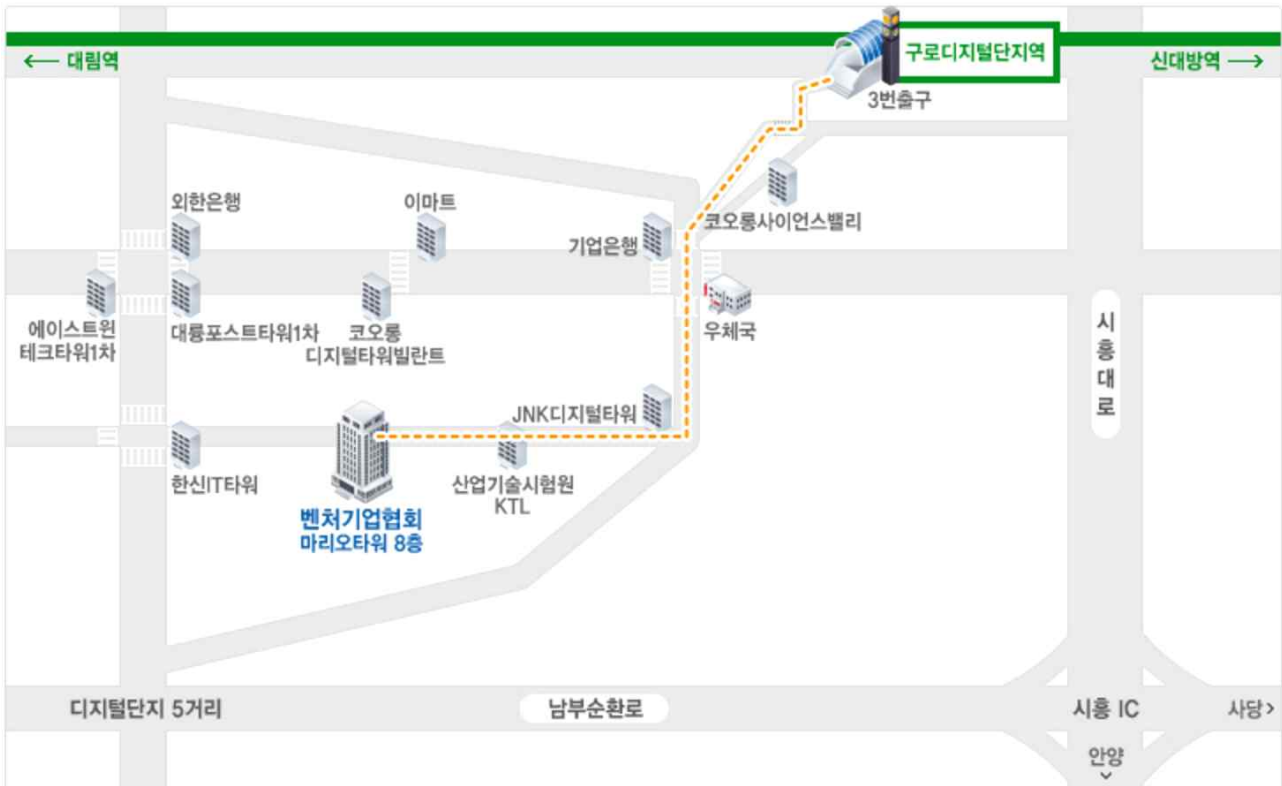 구로디지털단지역
← 대림역
신대방역 →
3번출구
외한은행
이마트
기업은행
코오롱사이언스밸리
에이스트윈
테크타워1차
대륭포스트타워1차
코오롱
디지털타워빌란트
우체국
시흥대로
JNK디지털타워
한신IT타워
벤처기업협회
마리오타워 8층
산업기술시험원
KTL
디지털단지 5거리
남부순환로
시흥 IC
사당 >
안양